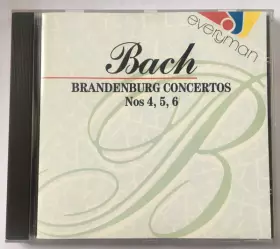 everyman
Bach
BRANDENBURG CONCERTOS
Nos 4, 5, 6